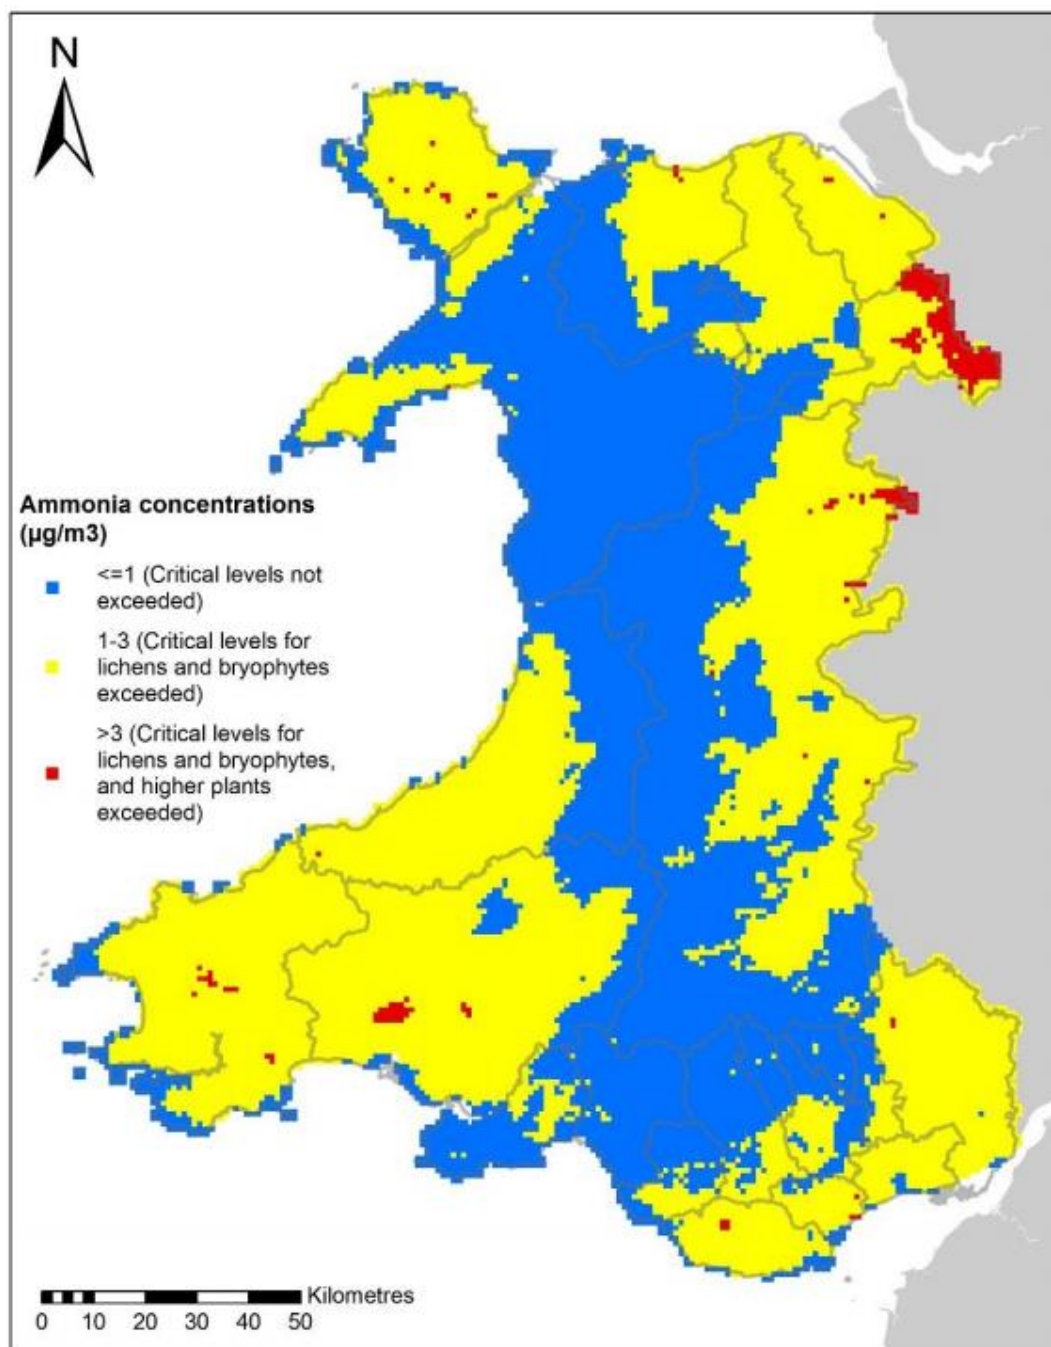 N
Ammonia concentrations
(µg/m3)
<=1 (Critical levels not
exceeded)
1-3 (Critical levels for
lichens and bryophytes
exceeded)
>3 (Critical levels for
lichens and bryophytes,
and higher plants
exceeded)
Kilometres
0 10 20 30 40 50